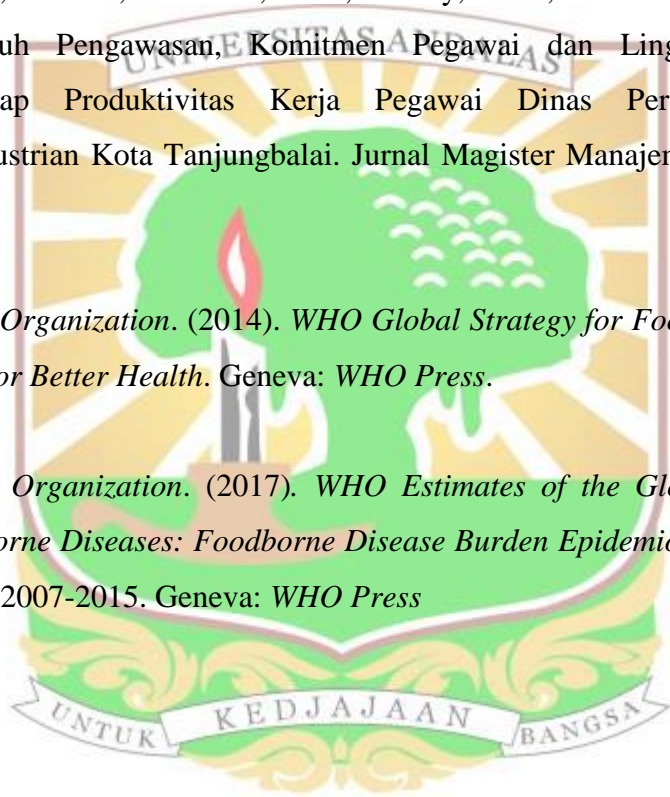 uh Pengawasan, Komitmen Pegawai dan Ling
UNIVERSITAS ANDALAS
ap Produktivitas Kerja Pegawai Dinas Per
ustrian Kota Tanjungbalai. Jurnal Magister Manajer
Organization. (2014). WHO Global Strategy for Foo
or Better Health. Geneva: WHO Press.
Organization. (2017). WHO Estimates of the Gl
orne Diseases: Foodborne Disease Burden Epidemic
2007-2015. Geneva: WHO Press
UNTUK KEDJAJAAN BANGSA